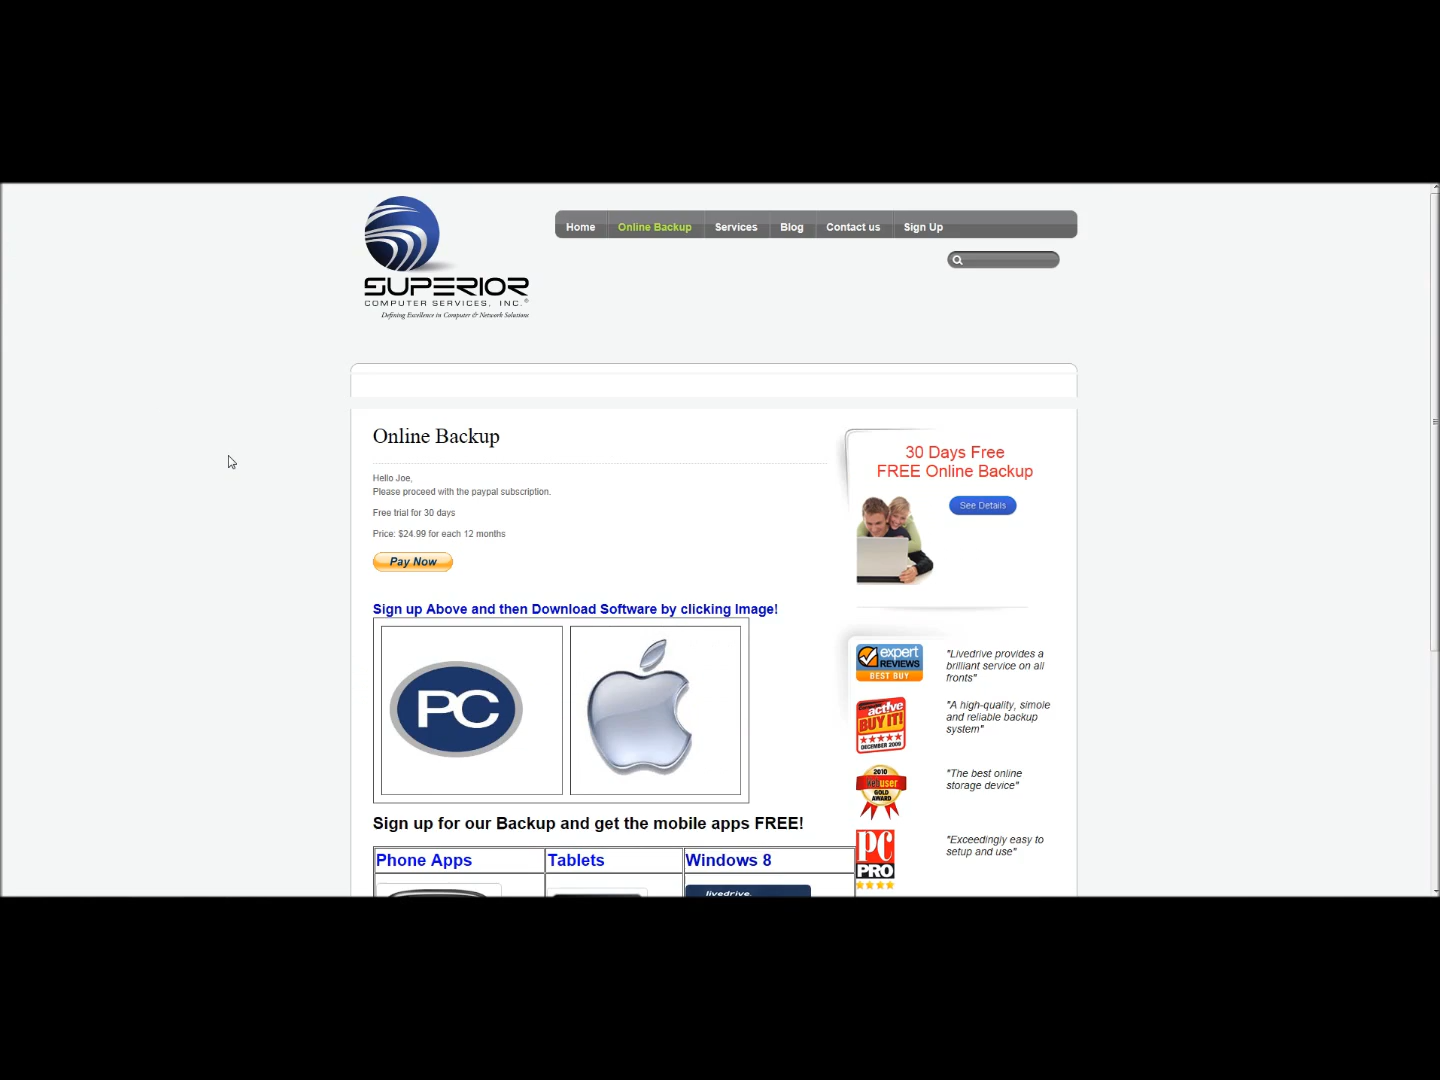 Home Online Backup Services Blog Contact us Sign Up
SUPERIOR
COMPUTER SERVICES, INC.®
Defining Excellence in Computer & Network Solutions
Online Backup
Hello Joe,
Please proceed with the paypal subscription.
Free trial for 30 days
Price: $24.99 for each 12 months
Pay Now
Sign up Above and then Download Software by clicking Image!
PC
Sign up for our Backup and get the mobile apps FREE!
Phone Apps Tablets Windows 8
livedrive.
30 Days Free
FREE Online Backup
See Details
expert
REVIEWS
BEST BUY
"Livedrive provides a
brilliant service on all
fronts"
active
BUY IT!
DECEMBER 2009
"A high-quality, simole
and reliable backup
system"
2010
user
GOLD
AWARD
"The best online
storage device"
PC
PRO
"Exceedingly easy to
setup and use"